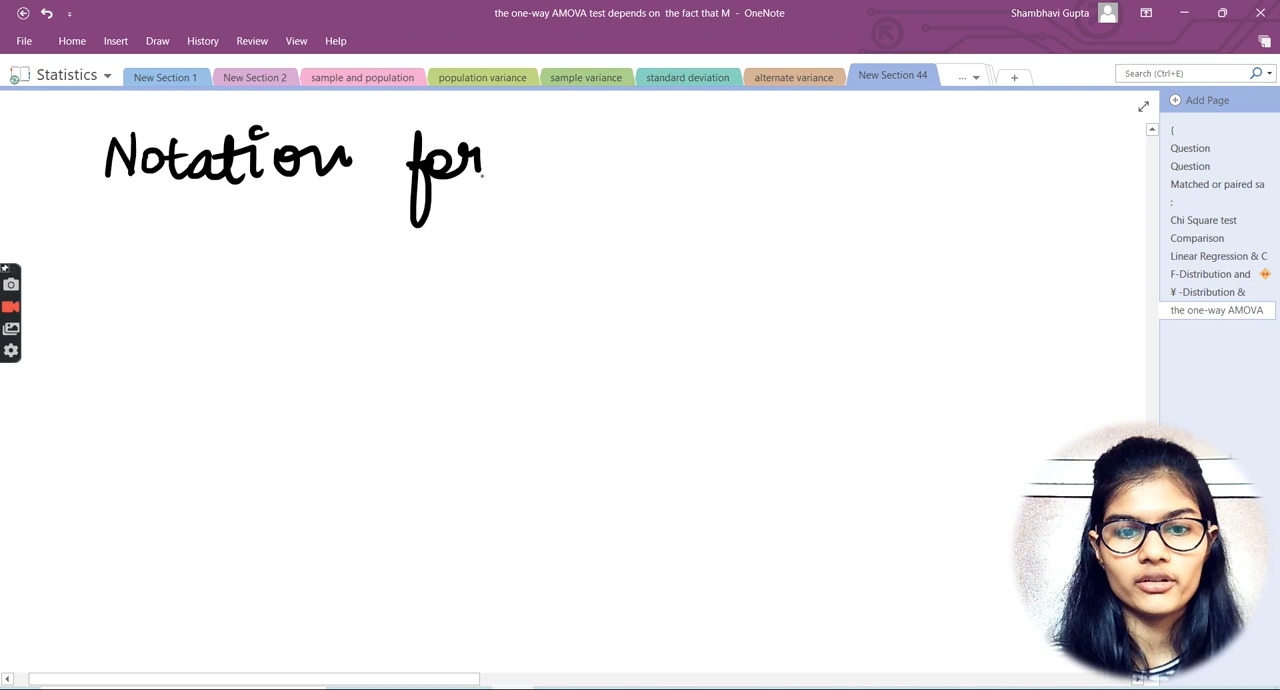 the one-way AMOVA test depends on the fact that M - OneNote
Shambhavi Gupta
File Home Insert Draw History Review View Help
Statistics
New Section 1
New Section 2
sample and population
population variance
sample variance
standard deviation
alternate variance
New Section 44
...
+
Search (Ctrl+E)
Notation for
Add Page
{
Question
Question
Matched or paired sa
:
Chi Square test
Comparison
Linear Regression & C
F-Distribution and
¥ -Distribution &
the one-way AMOVA